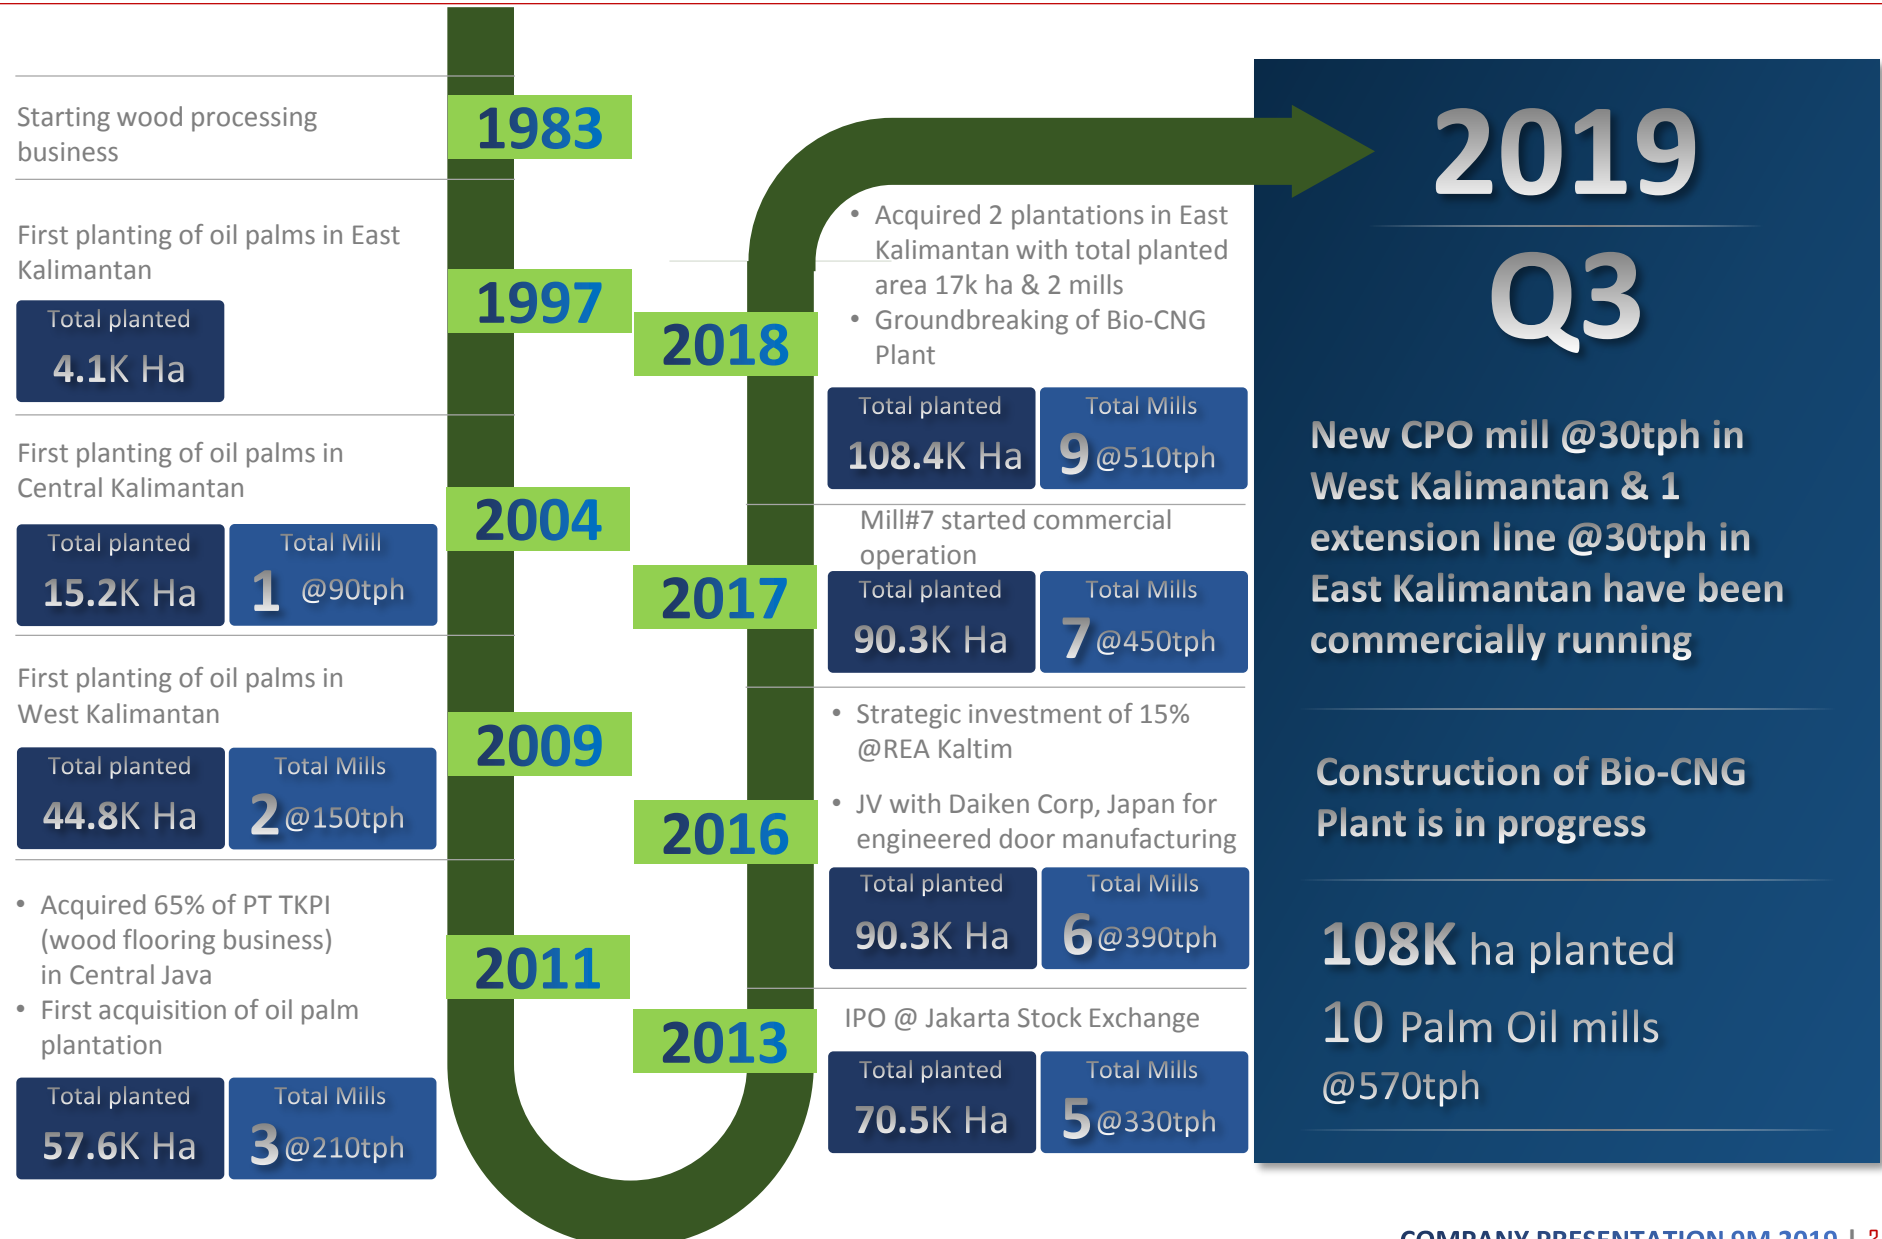 1983
Starting wood processing
business
1997
First planting of oil palms in East
Kalimantan
Total planted
4.1K Ha
2004
First planting of oil palms in
Central Kalimantan
Total planted
15.2K Ha
Total Mill
1 @90tph
2009
First planting of oil palms in
West Kalimantan
Total planted
44.8K Ha
Total Mills
2@150tph
2011
• Acquired 65% of PT TKPI
(wood flooring business)
in Central Java
• First acquisition of oil palm
plantation
Total planted
57.6K Ha
Total Mills
3@210tph
2013
IPO @ Jakarta Stock Exchange
Total planted
70.5K Ha
Total Mills
5@330tph
2016
• Strategic investment of 15%
@REA Kaltim
• JV with Daiken Corp, Japan for
engineered door manufacturing
Total planted
90.3K Ha
Total Mills
6@390tph
2017
Mill#7 started commercial
operation
Total planted
90.3K Ha
Total Mills
7@450tph
2018
• Acquired 2 plantations in East
Kalimantan with total planted
area 17k ha & 2 mills
• Groundbreaking of Bio-CNG
Plant
Total planted
108.4K Ha
Total Mills
9@510tph
2019
Q3
New CPO mill @30tph in
West Kalimantan & 1
extension line @30tph in
East Kalimantan have been
commercially running
Construction of Bio-CNG
Plant is in progress
108K ha planted
10 Palm Oil mills
@570tph
COMPANY PRESENTATION 9M 2019 |